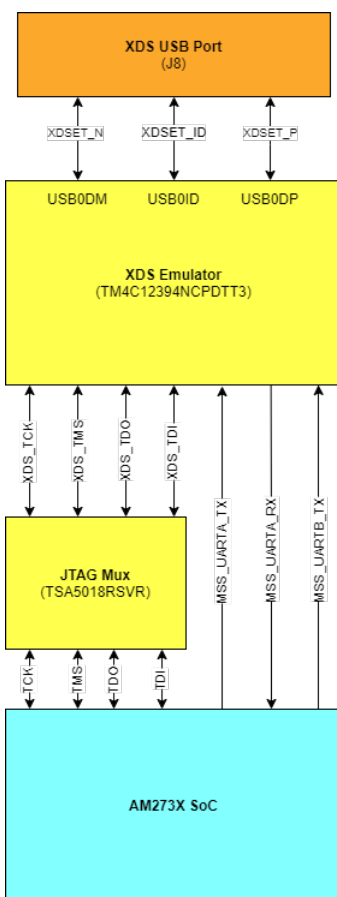 XDS USB Port
(J8)
XDSET_N
XDSET_ID
XDSET_P
USB0DM
USB0ID
USB0DP
XDS Emulator
(TM4C12394NCPDTT3)
XDS_TCK
XDS_TMS
XDS_TDO
XDS_TDI
MSS_UARTA_TX
MSS_UARTA_RX
MSS_UARTB_TX
JTAG Mux
(TSA5018RSVR)
TCK
TMS
TDO
TDI
AM273X SoC